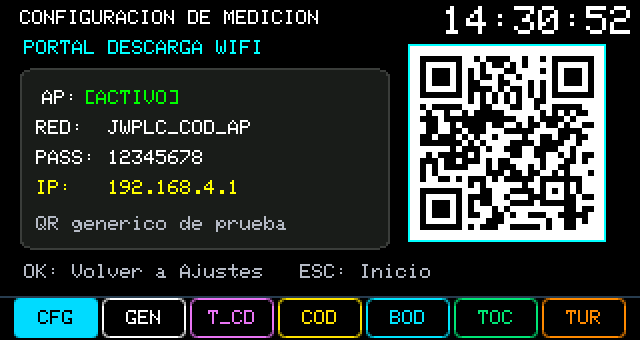 CONFIGURACION DE MEDICION
14:30:52
PORTAL DESCARGA WIFI
AP: [ACTIVO]
RED: JWPLC_COD_AP
PASS: 12345678
IP: 192.168.4.1
QR generico de prueba
OK: Volver a Ajustes ESC: Inicio
CFG GEN T_CD COD BOD TOC TUR